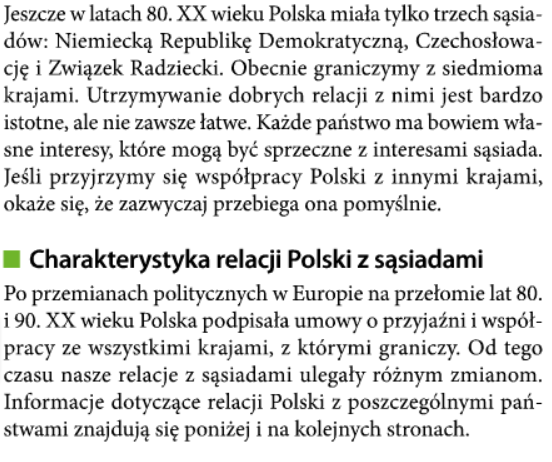 Jeszcze w latach 80. XX wieku Polska miała tylko trzech sąsia-
dów: Niemiecką Republikę Demokratyczną, Czechosłowa-
cję i Związek Radziecki. Obecnie graniczymy z siedmioma
krajami. Utrzymywanie dobrych relacji z nimi jest bardzo
istotne, ale nie zawsze łatwe. Każde państwo ma bowiem wła-
sne interesy, które mogą być sprzeczne z interesami sąsiada.
Jeśli przyjrzymy się współpracy Polski z innymi krajami,
okaże się, że zazwyczaj przebiega ona pomyślnie.
Charakterystyka relacji Polski z sąsiadami
Po przemianach politycznych w Europie na przełomie lat 80.
i 90. XX wieku Polska podpisała umowy o przyjaźni i współ-
pracy ze wszystkimi krajami, z którymi graniczy. Od tego
czasu nasze relacje z sąsiadami ulegały różnym zmianom.
Informacje dotyczące relacji Polski z poszczególnymi pań-
stwami znajdują się poniżej i na kolejnych stronach.